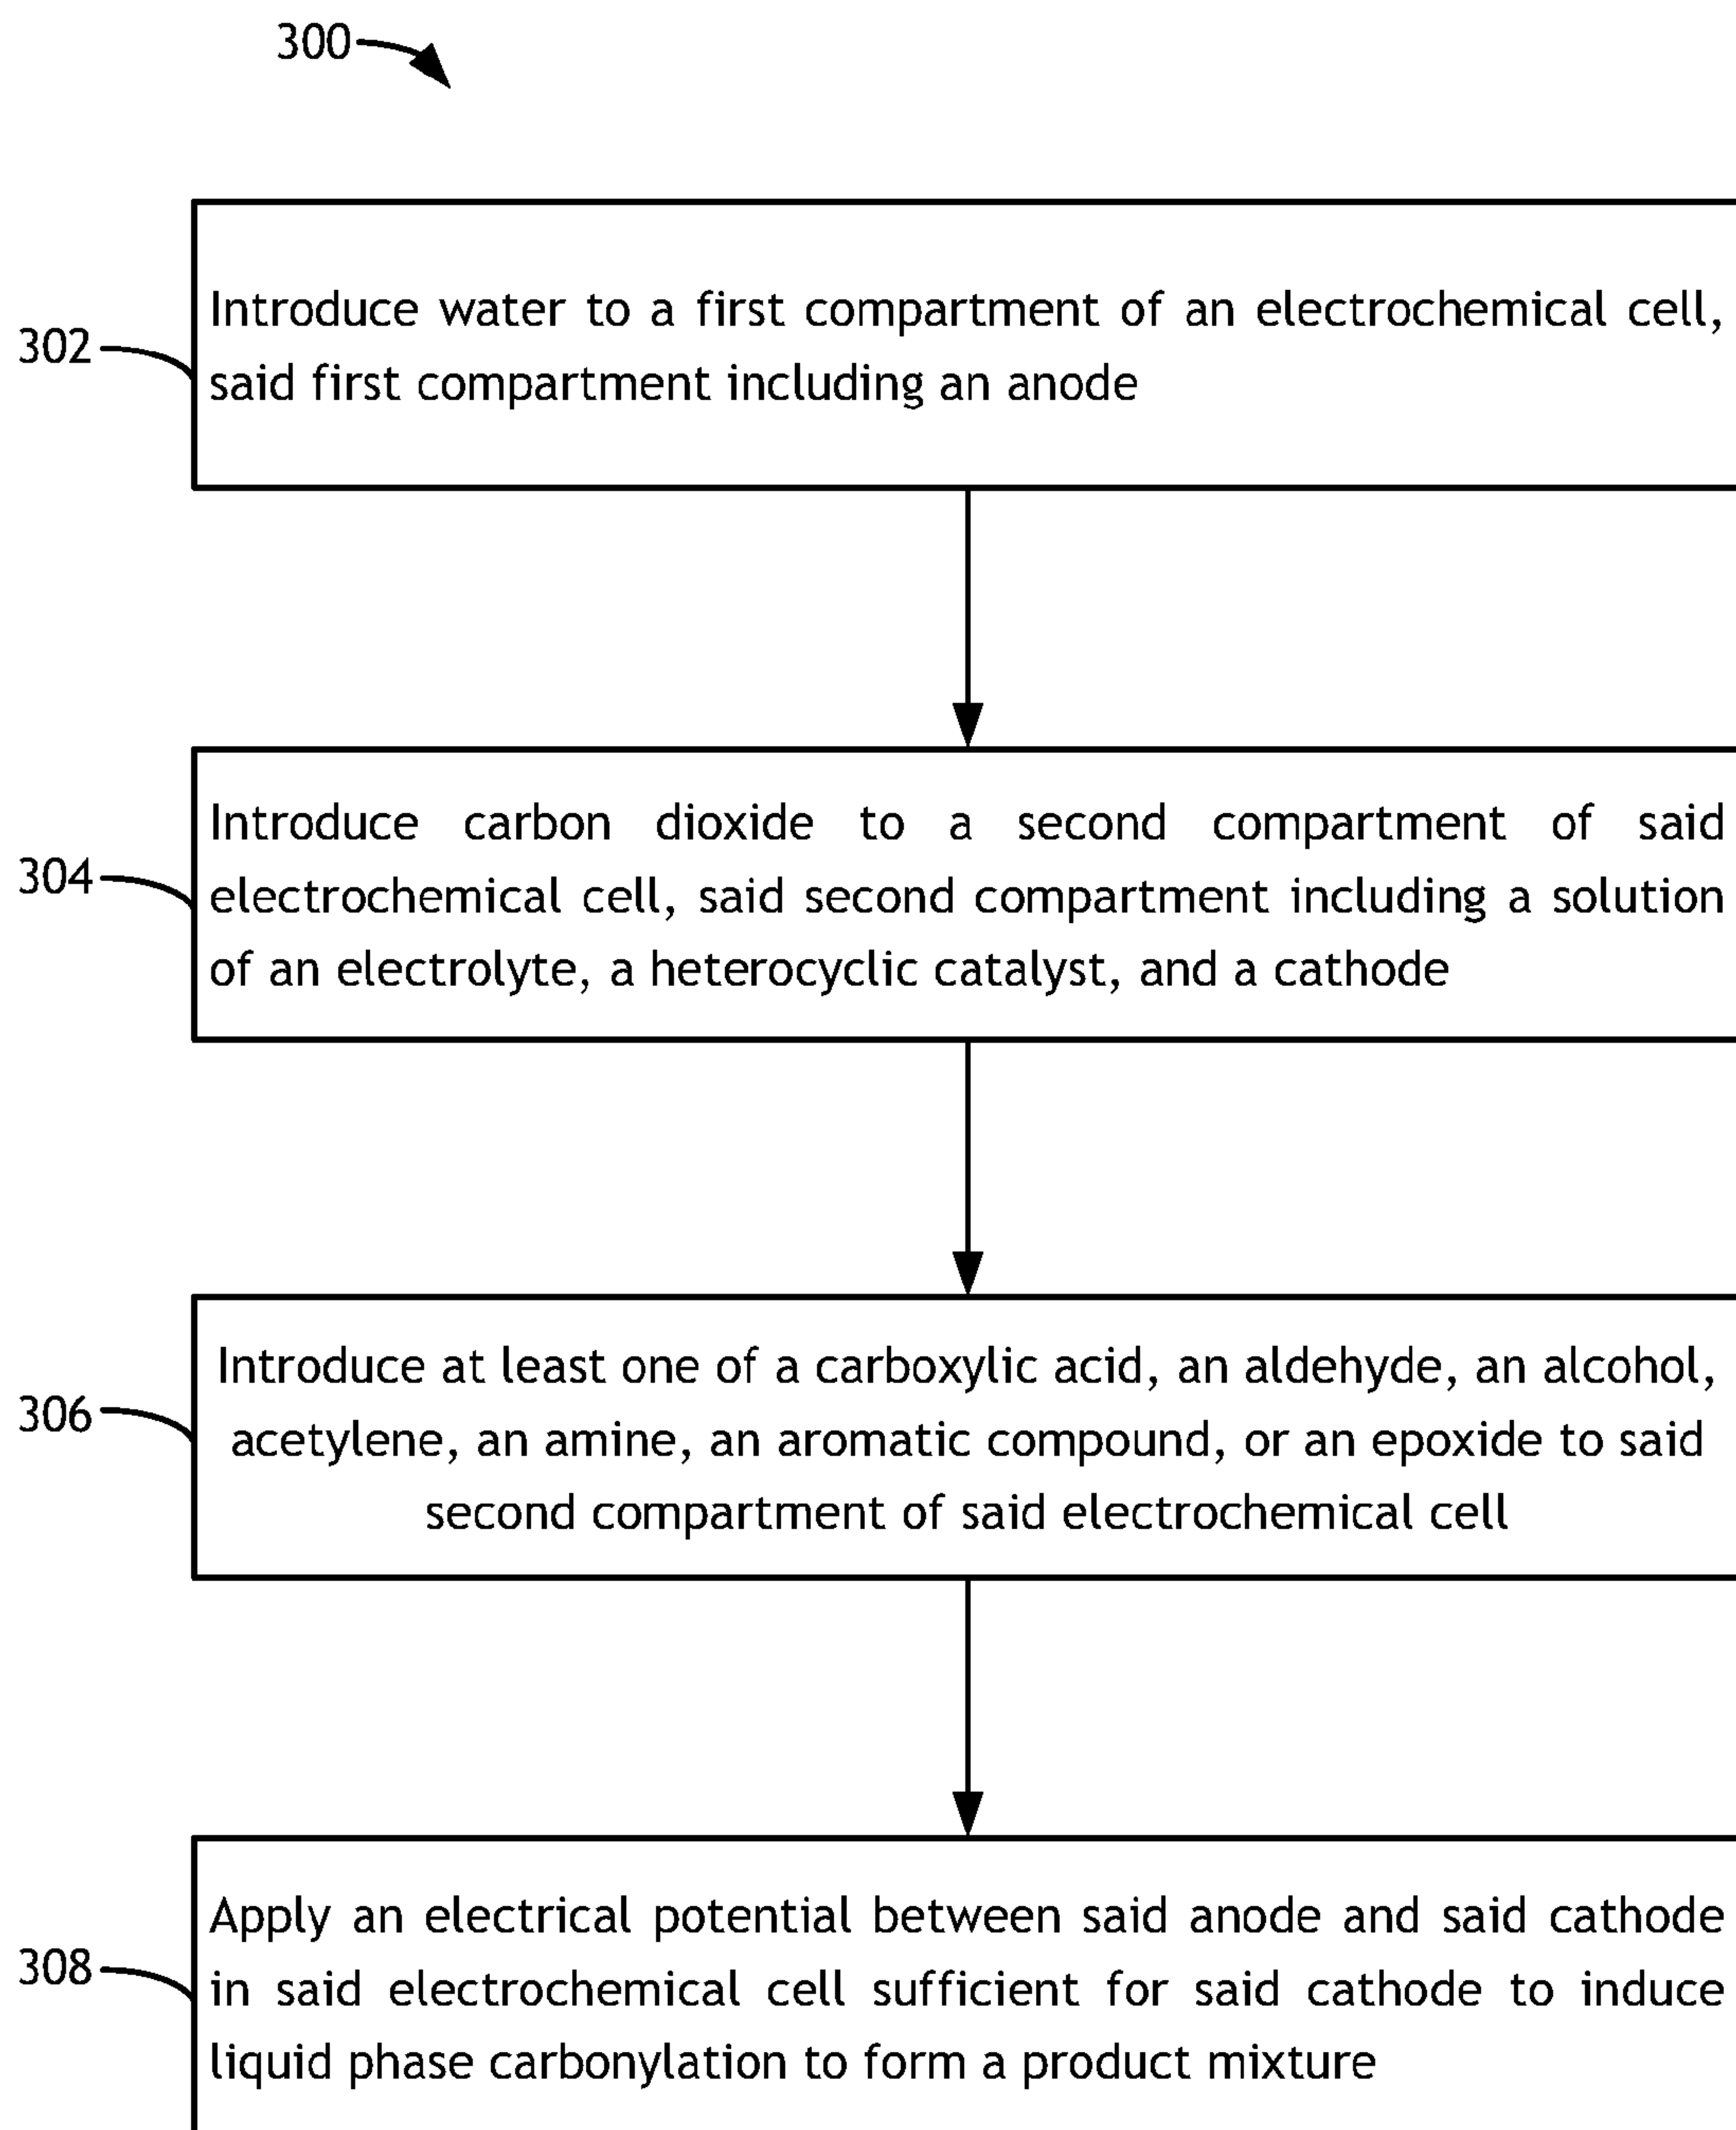 300
302
Introduce water to a first compartment of an electrochemical cell,
said first compartment including an anode
304
Introduce carbon dioxide to a second compartment of said
electrochemical cell, said second compartment including a solution
of an electrolyte, a heterocyclic catalyst, and a cathode
306
Introduce at least one of a carboxylic acid, an aldehyde, an alcohol,
acetylene, an amine, an aromatic compound, or an epoxide to said
second compartment of said electrochemical cell
308
Apply an electrical potential between said anode and said cathode
in said electrochemical cell sufficient for said cathode to induce
liquid phase carbonylation to form a product mixture